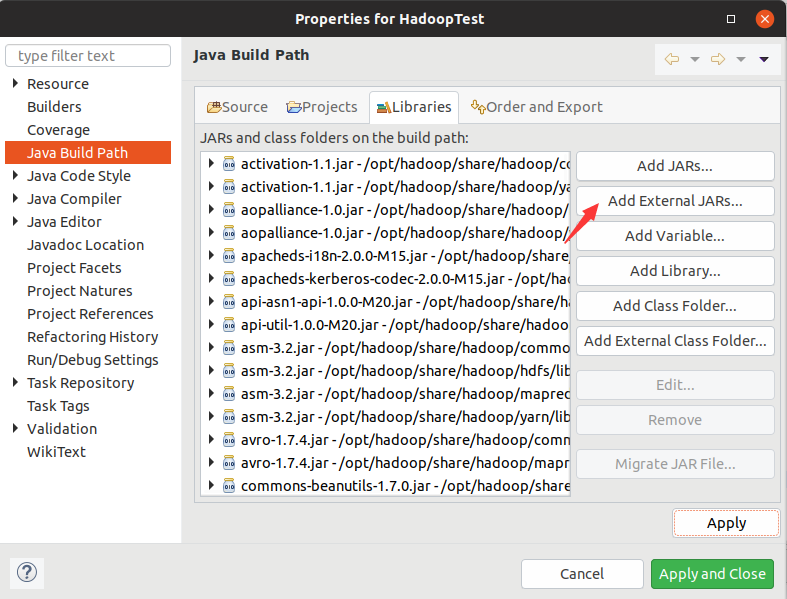 Properties for HadoopTest
type filter text
Resource
Builders
Coverage
Java Build Path
Java Code Style
Java Compiler
Java Editor
Javadoc Location
Project Facets
Project Natures
Project References
Refactoring History
Run/Debug Settings
Task Repository
Task Tags
Validation
WikiText
Java Build Path
Source Projects Libraries Order and Export
JARs and class folders on the build path:
activation-1.1.jar - /opt/hadoop/share/hadoop/co
activation-1.1.jar - /opt/hadoop/share/hadoop/ya
aopalliance-1.0.jar - /opt/hadoop/share/hadoop/
aopalliance-1.0.jar - /opt/hadoop/share/hadoop/
apacheds-i18n-2.0.0-M15.jar - /opt/hadoop/share/
apacheds-kerberos-codec-2.0.0-M15.jar - /opt/had
api-asn1-api-1.0.0-M20.jar - /opt/hadoop/share/ha
api-util-1.0.0-M20.jar - /opt/hadoop/share/hadoo
asm-3.2.jar - /opt/hadoop/share/hadoop/commo
asm-3.2.jar - /opt/hadoop/share/hadoop/hdfs/lib
asm-3.2.jar - /opt/hadoop/share/hadoop/mapred
asm-3.2.jar - /opt/hadoop/share/hadoop/yarn/lib
avro-1.7.4.jar - /opt/hadoop/share/hadoop/comm
avro-1.7.4.jar - /opt/hadoop/share/hadoop/mapr
commons-beanutils-1.7.0.jar - /opt/hadoop/share
Add JARs...
Add External JARs...
Add Variable...
Add Library...
Add Class Folder...
Add External Class Folder...
Edit...
Remove
Migrate JAR File...
Apply
Cancel
Apply and Close